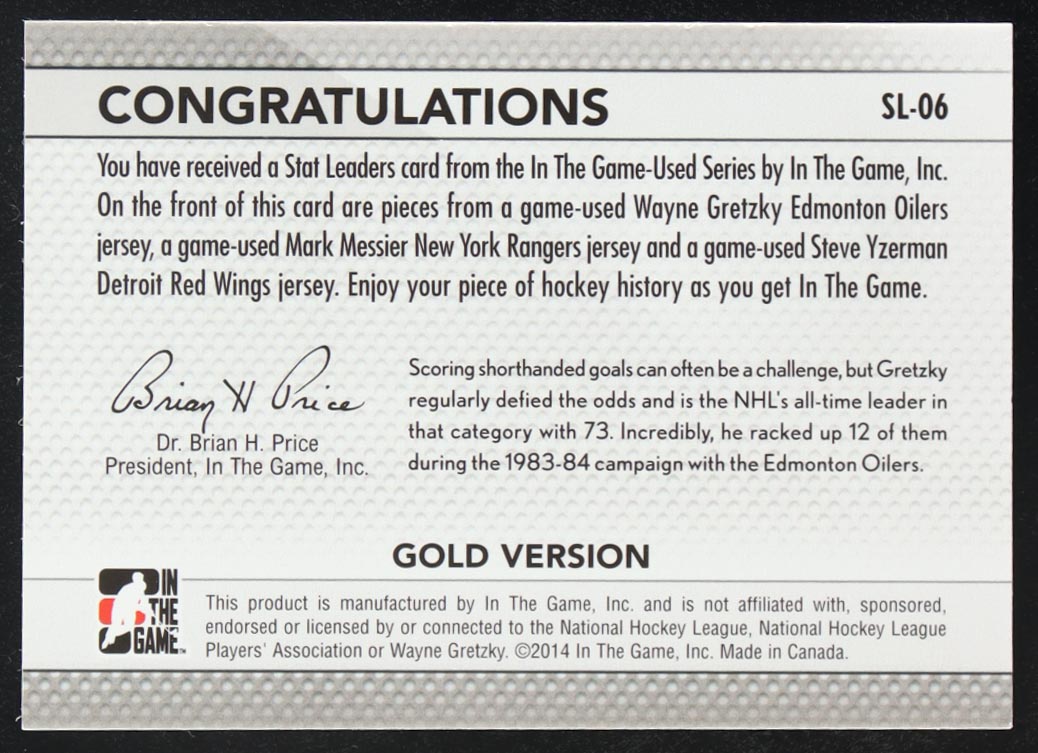 CONGRATULATIONS SL-06
You have received a Stat Leaders card from the In The Game-Used Series by In The Game, Inc.
On the front of this card are pieces from a game-used Wayne Gretzky Edmonton Oilers
jersey, a game-used Mark Messier New York Rangers jersey and a game-used Steve Yzerman
Detroit Red Wings jersey. Enjoy your piece of hockey history as you get In The Game.
Brian H Price
Dr. Brian H. Price
President, In The Game, Inc.
Scoring shorthanded goals can often be a challenge, but Gretzky
regularly defied the odds and is the NHL's all-time leader in
that category with 73. Incredibly, he racked up 12 of them
during the 1983-84 campaign with the Edmonton Oilers.
GOLD VERSION
IN
THE
GAME™
This product is manufactured by In The Game, Inc. and is not affiliated with, sponsored,
endorsed or licensed by or connected to the National Hockey League, National Hockey League
Players' Association or Wayne Gretzky. ©2014 In The Game, Inc. Made in Canada.